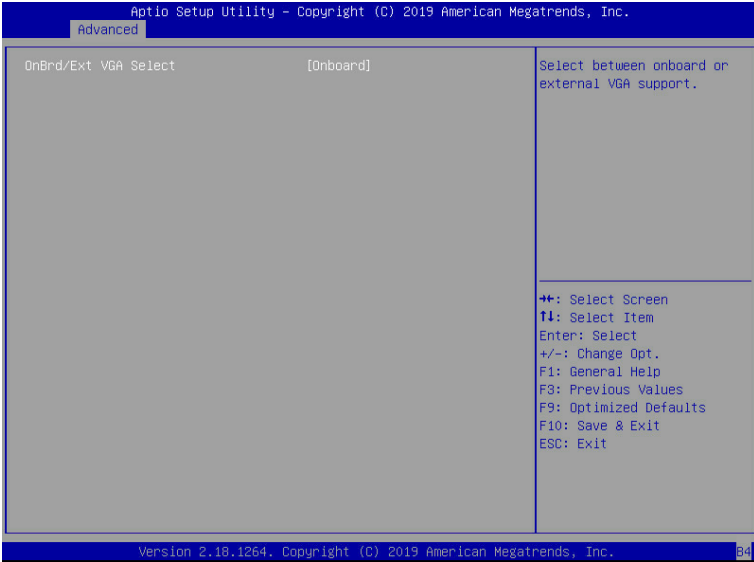 Aptio Setup Utility – Copyright (C) 2019 American Megatrends, Inc.
Advanced
OnBrd/Ext VGA Select [Onboard]
Select between onboard or
external VGA support.
→←: Select Screen
↑↓: Select Item
Enter: Select
+/-: Change Opt.
F1: General Help
F3: Previous Values
F9: Optimized Defaults
F10: Save & Exit
ESC: Exit
Version 2.18.1264. Copyright (C) 2019 American Megatrends, Inc.
B4